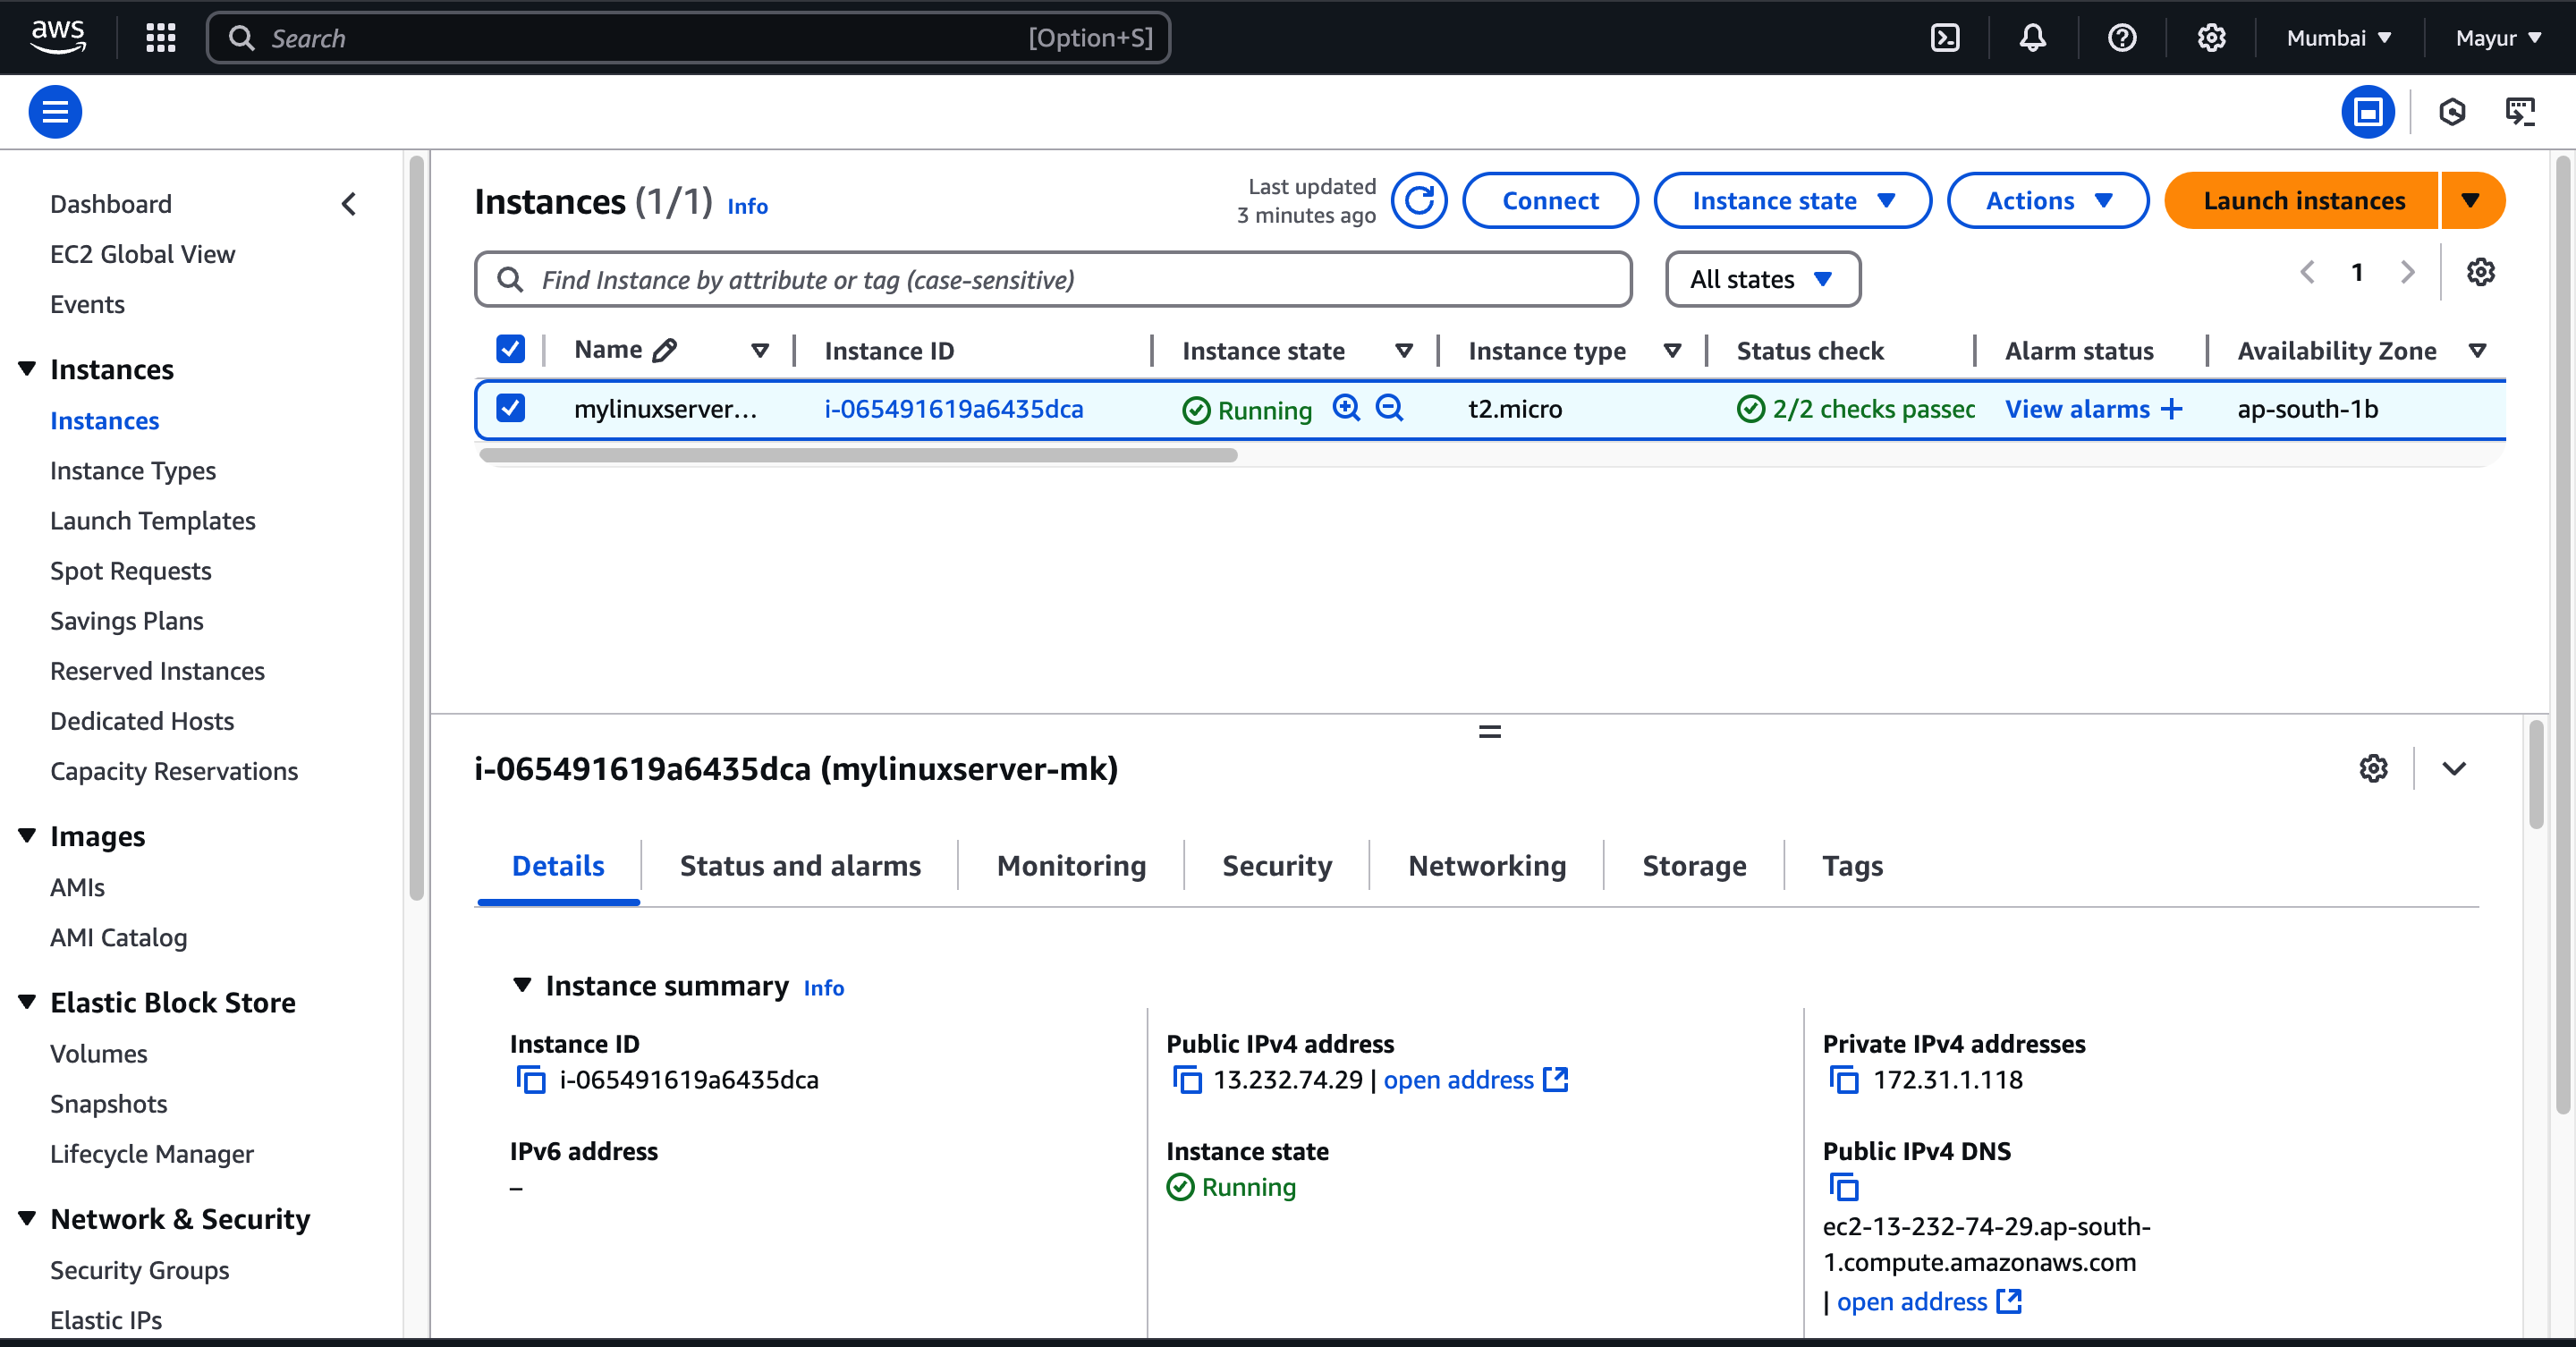 aws
Search [Option+S]
Mumbai
Mayur
Dashboard
EC2 Global View
Events
Instances
Instances
Instance Types
Launch Templates
Spot Requests
Savings Plans
Reserved Instances
Dedicated Hosts
Capacity Reservations
Images
AMIs
AMI Catalog
Elastic Block Store
Volumes
Snapshots
Lifecycle Manager
Network & Security
Security Groups
Elastic IPs
Instances (1/1) Info
Last updated
3 minutes ago
Connect
Instance state
Actions
Launch instances
Find Instance by attribute or tag (case-sensitive)
All states
1
Name Instance ID Instance state Instance type Status check Alarm status Availability Zone
mylinuxserver... i-065491619a6435dca Running t2.micro 2/2 checks passec View alarms + ap-south-1b
i-065491619a6435dca (mylinuxserver-mk)
Details Status and alarms Monitoring Security Networking Storage Tags
Instance summary Info
Instance ID
i-065491619a6435dca
Public IPv4 address
13.232.74.29 | open address
Private IPv4 addresses
172.31.1.118
IPv6 address
–
Instance state
Running
Public IPv4 DNS
ec2-13-232-74-29.ap-south-
1.compute.amazonaws.com
| open address